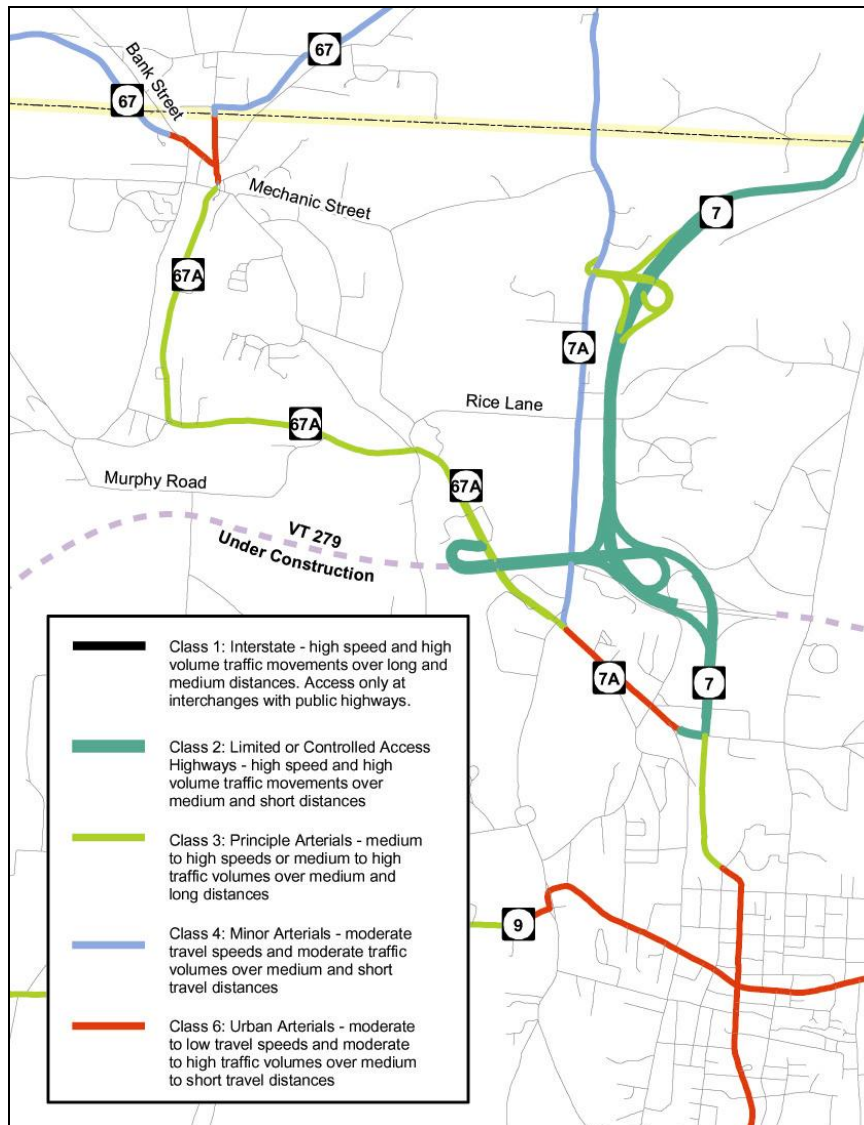 67
Bank Street
67
7
Mechanic Street
67A
7A
Rice Lane
67A
67A
Murphy Road
VT 279
Under Construction
7A
7
9
Class 1: Interstate - high speed and high
volume traffic movements over long and
medium distances. Access only at
interchanges with public highways.
Class 2: Limited or Controlled Access
Highways - high speed and high
volume traffic movements over
medium and short distances
Class 3: Principle Arterials - medium
to high speeds or medium to high
traffic volumes over medium and
long distances
Class 4: Minor Arterials - moderate
travel speeds and moderate traffic
volumes over medium and short
travel distances
Class 6: Urban Arterials - moderate
to low travel speeds and moderate
to high traffic volumes over medium
to short travel distances